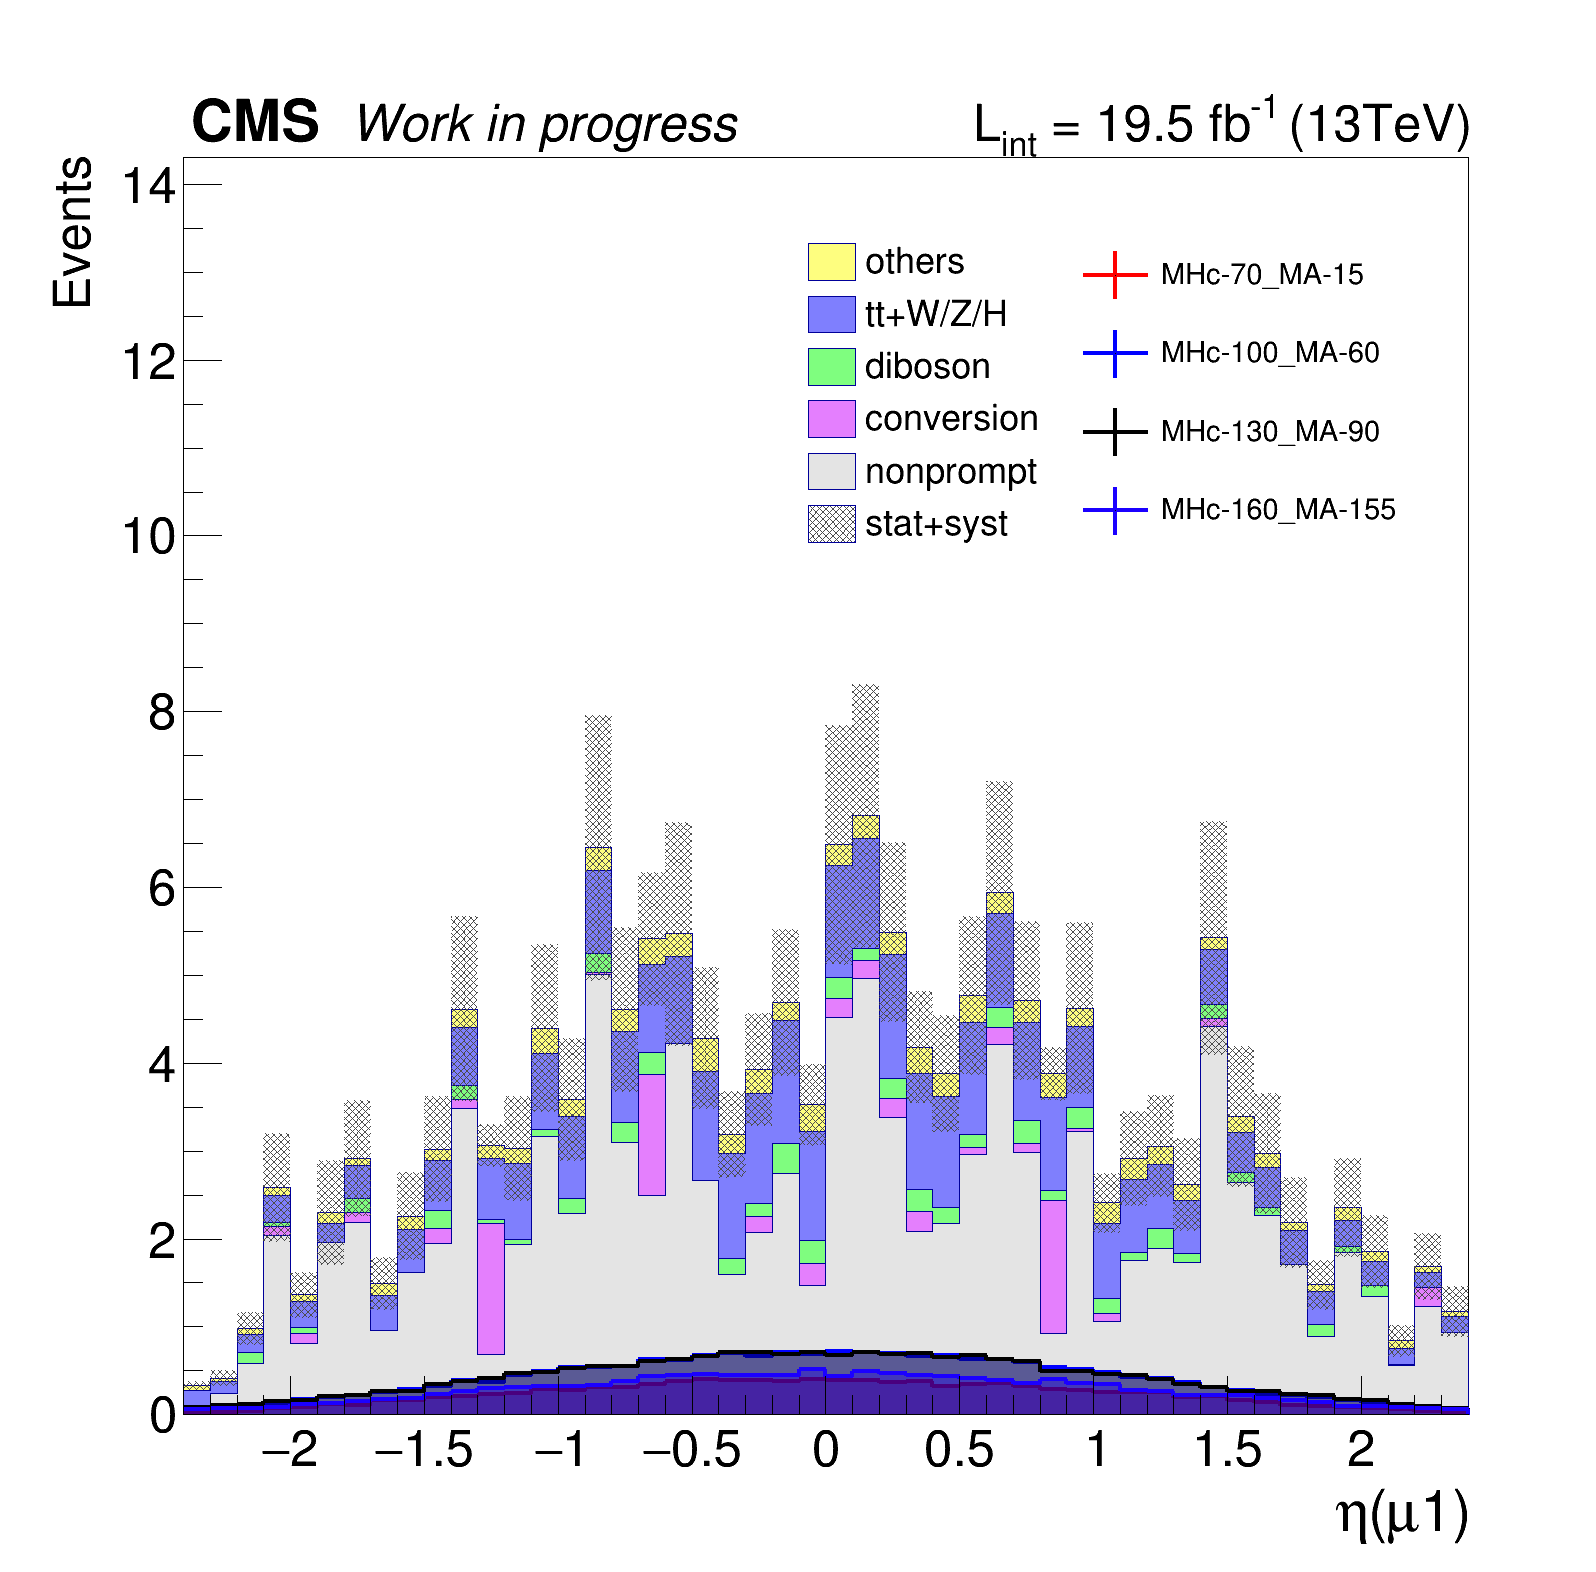 CMS Work in progress L_int = 19.5 fb^-1 (13TeV)
Events
14
12
10
8
6
4
2
0
others
tt+W/Z/H
diboson
conversion
nonprompt
stat+syst
MHc-70_MA-15
MHc-100_MA-60
MHc-130_MA-90
MHc-160_MA-155
−2 −1.5 −1 −0.5 0 0.5 1 1.5 2
η(μ1)